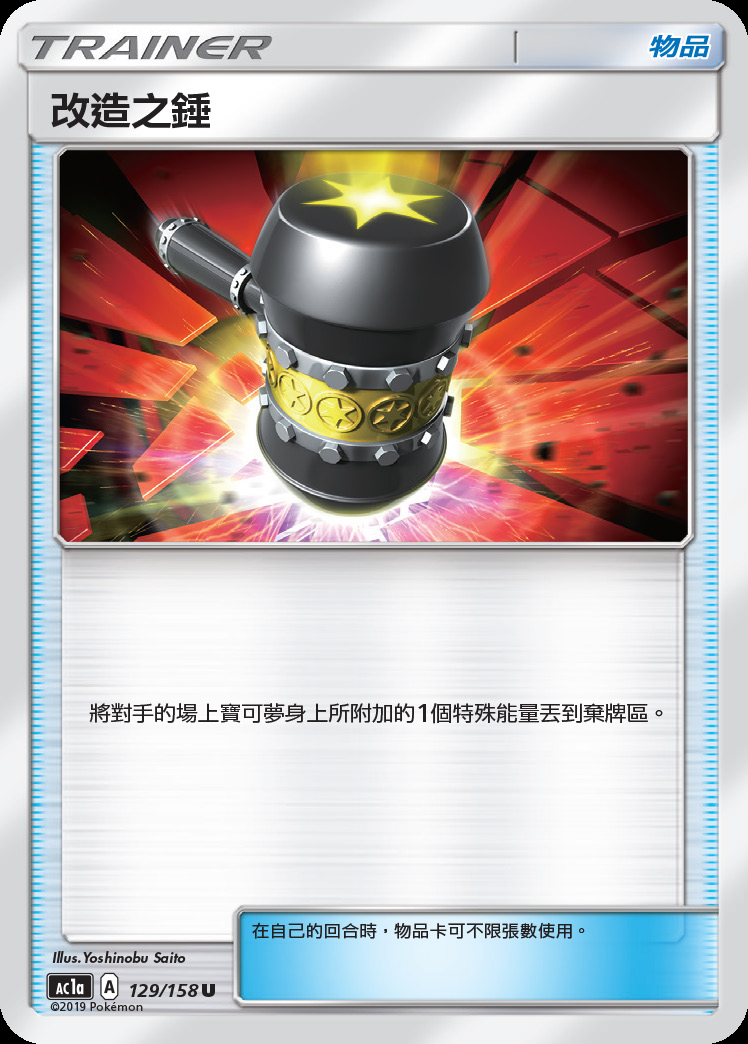 TRAINER
物品
改造之錘
將對手的場上寶可夢身上所附加的1個特殊能量丟到棄牌區。
在自己的回合時，物品卡可不限張數使用。
Illus. Yoshinobu Saito
AC1a A 129/158 U
©2019 Pokémon